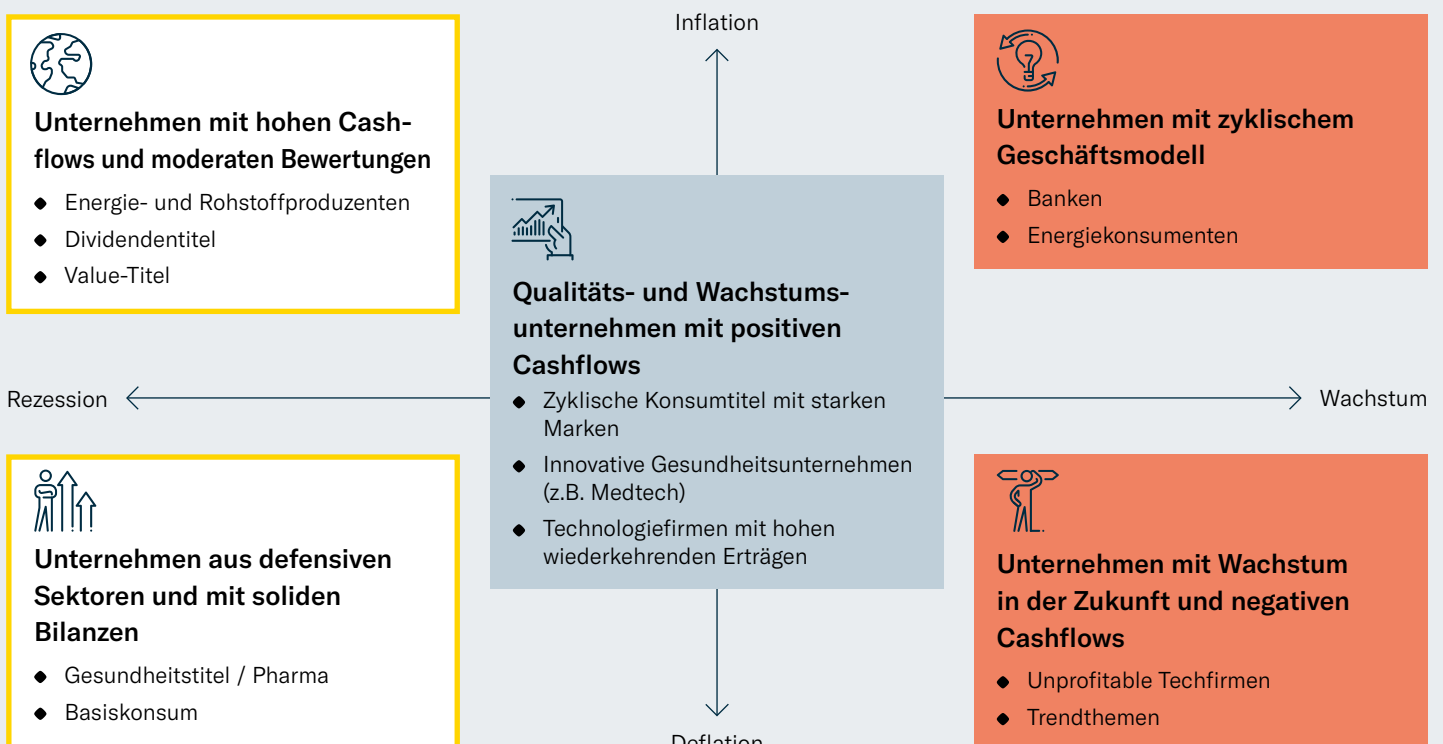 Inflation
Unternehmen mit hohen Cash-
flows und moderaten Bewertungen
Energie- und Rohstoffproduzenten
Dividendentitel
Value-Titel
Unternehmen mit zyklischem
Geschäftsmodell
Banken
Energiekonsumenten
Qualitäts- und Wachstums-
unternehmen mit positiven
Cashflows
Zyklische Konsumtitel mit starken
Marken
Innovative Gesundheitsunternehmen
(z.B. Medtech)
Technologiefirmen mit hohen
wiederkehrenden Erträgen
Rezession
Wachstum
Unternehmen aus defensiven
Sektoren und mit soliden
Bilanzen
Gesundheitstitel / Pharma
Basiskonsum
Unternehmen mit Wachstum
in der Zukunft und negativen
Cashflows
Unprofitable Techfirmen
Trendthemen
Deflation